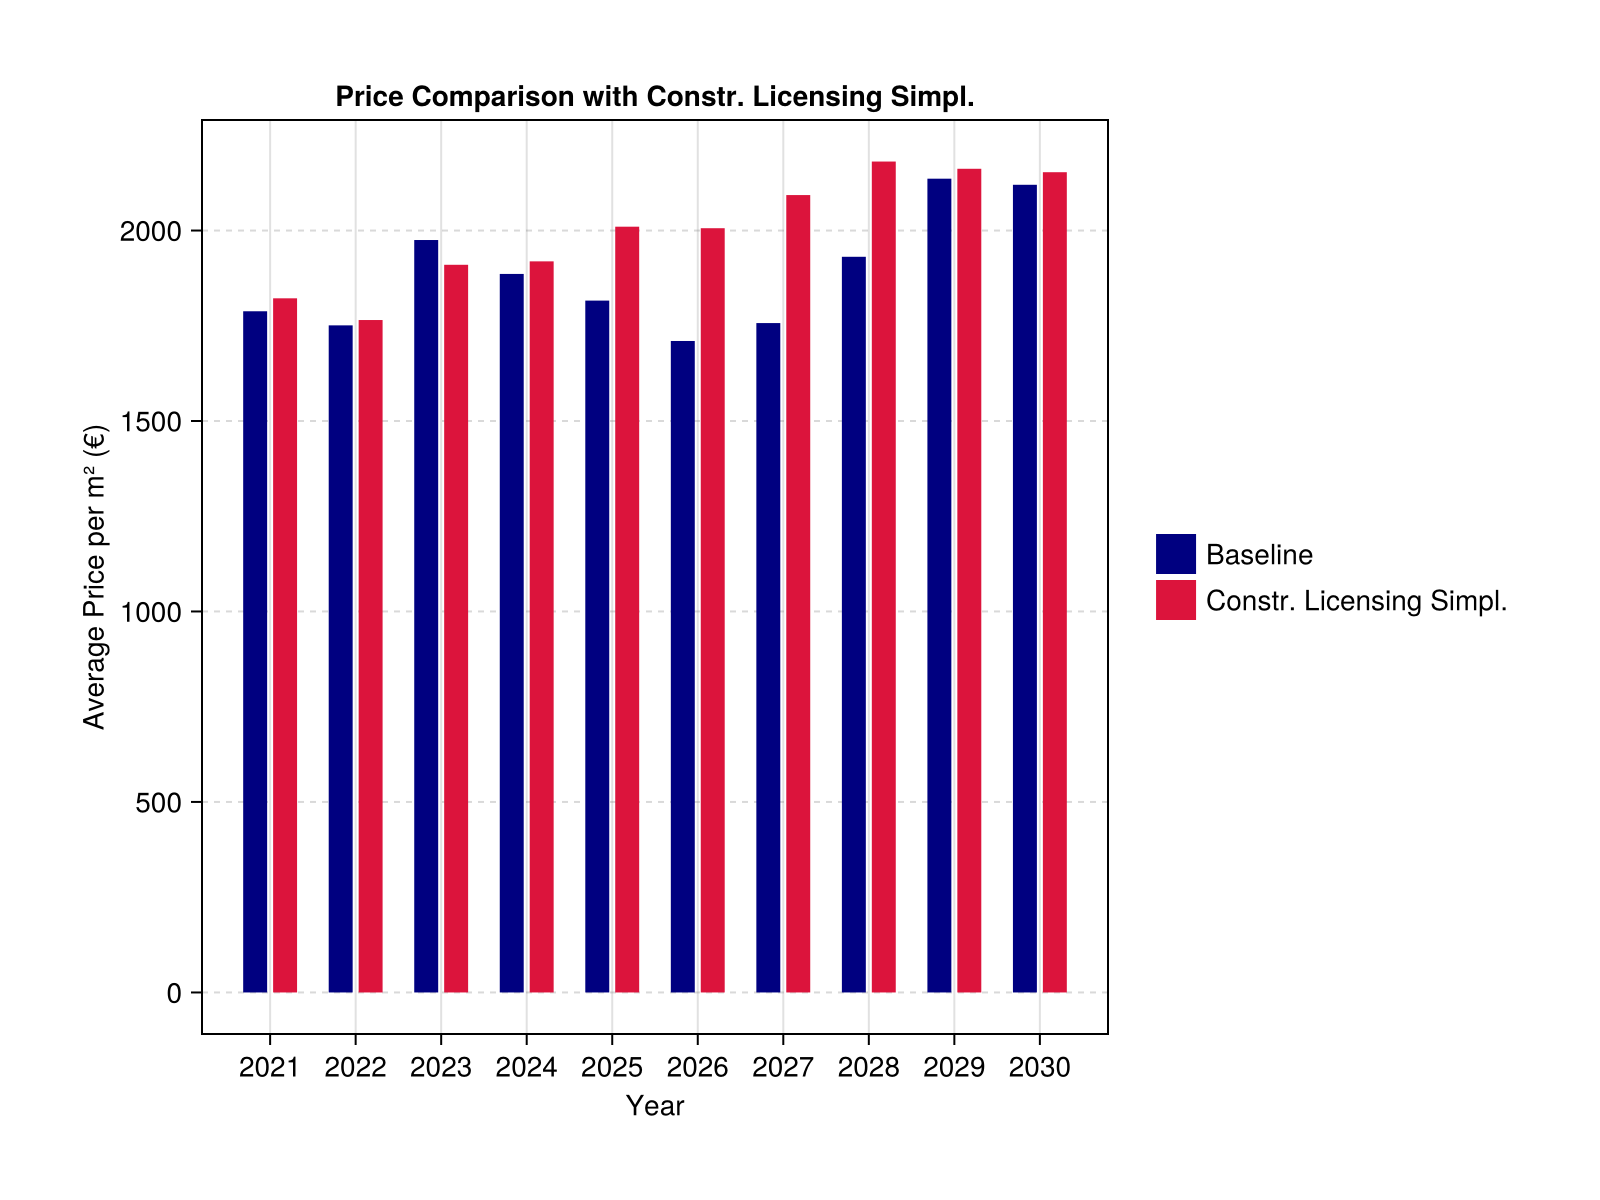 Price Comparison with Constr. Licensing Simpl.
2000
1500
1000
500
0
Average Price per m² (€)
2021 2022 2023 2024 2025 2026 2027 2028 2029 2030
Year
Baseline
Constr. Licensing Simpl.